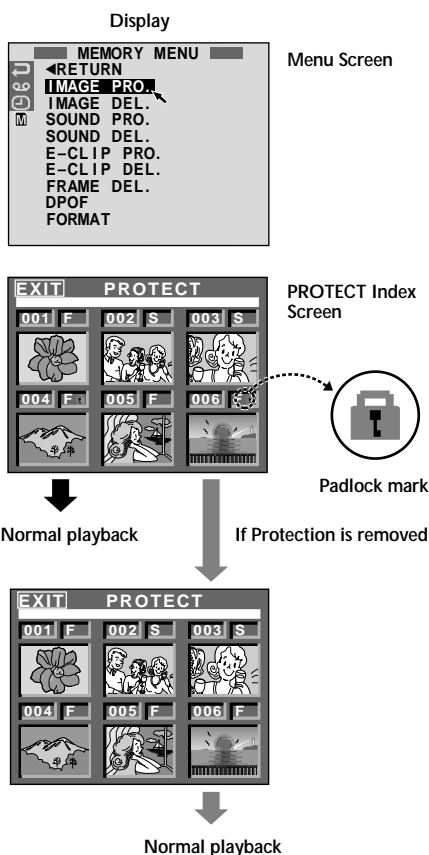 Display
MEMORY MENU
Menu Screen
◄RETURN
IMAGE PRO.
IMAGE DEL.
M SOUND PRO.
SOUND DEL.
E–CLIP PRO.
E–CLIP DEL.
FRAME DEL.
DPOF
FORMAT
EXIT PROTECT
PROTECT Index
Screen
001 F 002 S 003 S
004 F 005 F 006
Padlock mark
Normal playback
If Protection is removed
EXIT PROTECT
001 F 002 S 003 S
004 F 005 F 006 F
Normal playback